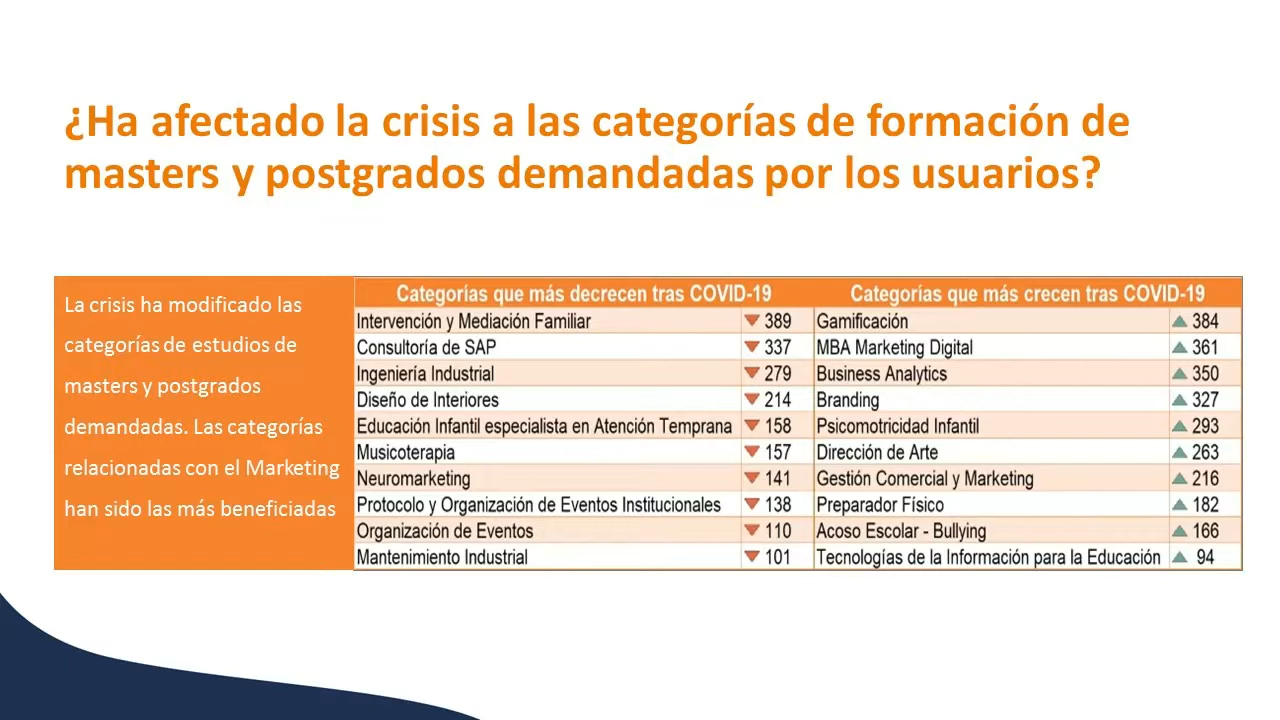 ¿Ha afectado la crisis a las categorías de formación de
masters y postgrados demandadas por los usuarios?
La crisis ha modificado las
categorías de estudios de
masters y postgrados
demandadas. Las categorías
relacionadas con el Marketing
han sido las más beneficiadas
Categorías que más decrecen tras COVID-19 Categorías que más crecen tras COVID-19
Intervención y Mediación Familiar ▼ 389 Gamificación ▲ 384
Consultoría de SAP ▼ 337 MBA Marketing Digital ▲ 361
Ingeniería Industrial ▼ 279 Business Analytics ▲ 350
Diseño de Interiores ▼ 214 Branding ▲ 327
Educación Infantil especialista en Atención Temprana ▼ 158 Psicomotricidad Infantil ▲ 293
Musicoterapia ▼ 157 Dirección de Arte ▲ 263
Neuromarketing ▼ 141 Gestión Comercial y Marketing ▲ 216
Protocolo y Organización de Eventos Institucionales ▼ 138 Preparador Físico ▲ 182
Organización de Eventos ▼ 110 Acoso Escolar - Bullying ▲ 166
Mantenimiento Industrial ▼ 101 Tecnologías de la Información para la Educación ▲ 94